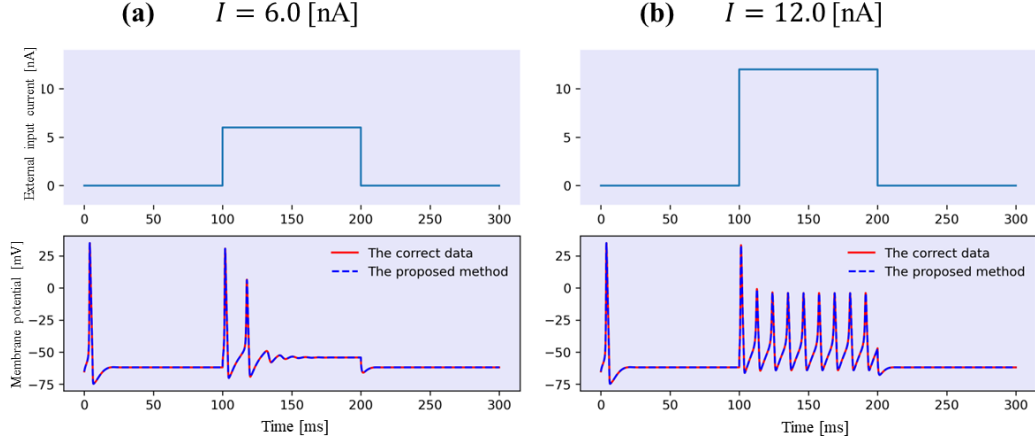 (a) I = 6.0 [nA]
(b) I = 12.0 [nA]
External input current [nA]
10
5
0
0 50 100 150 200 250 300
10
5
0
0 50 100 150 200 250 300
Membrane potential [mV]
25
0
−25
−50
−75
The correct data
The proposed method
0 50 100 150 200 250 300
Time [ms]
25
0
−25
−50
−75
The correct data
The proposed method
0 50 100 150 200 250 300
Time [ms]